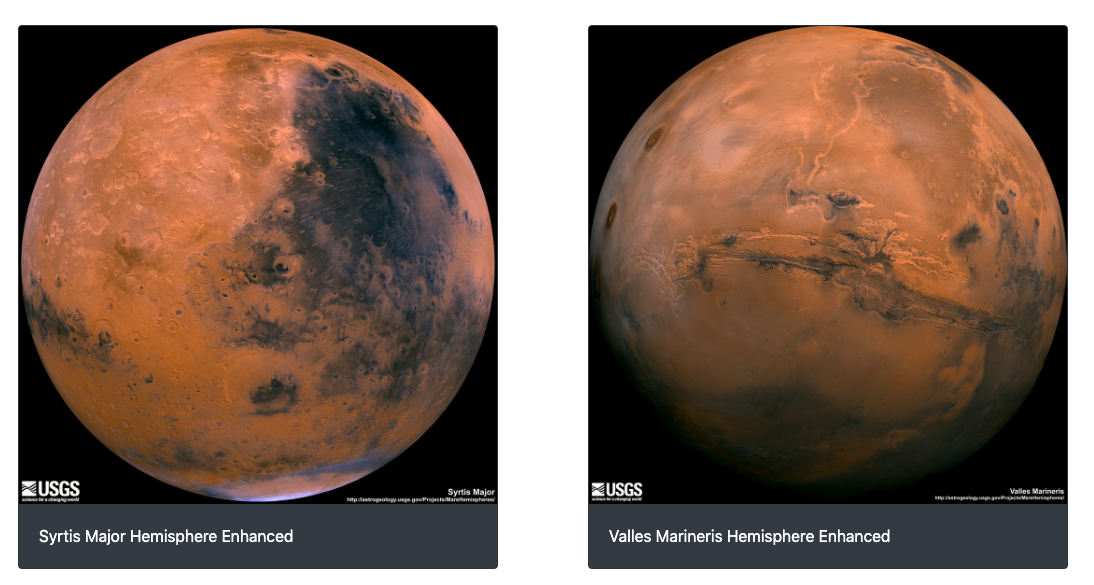 USGS
science for a changing world
Syrtis Major
http://astrogeology.usgs.gov/Projects/MarsHemispheres/
Syrtis Major Hemisphere Enhanced
USGS
science for a changing world
Valles Marineris
http://astrogeology.usgs.gov/Projects/MarsHemispheres/
Valles Marineris Hemisphere Enhanced